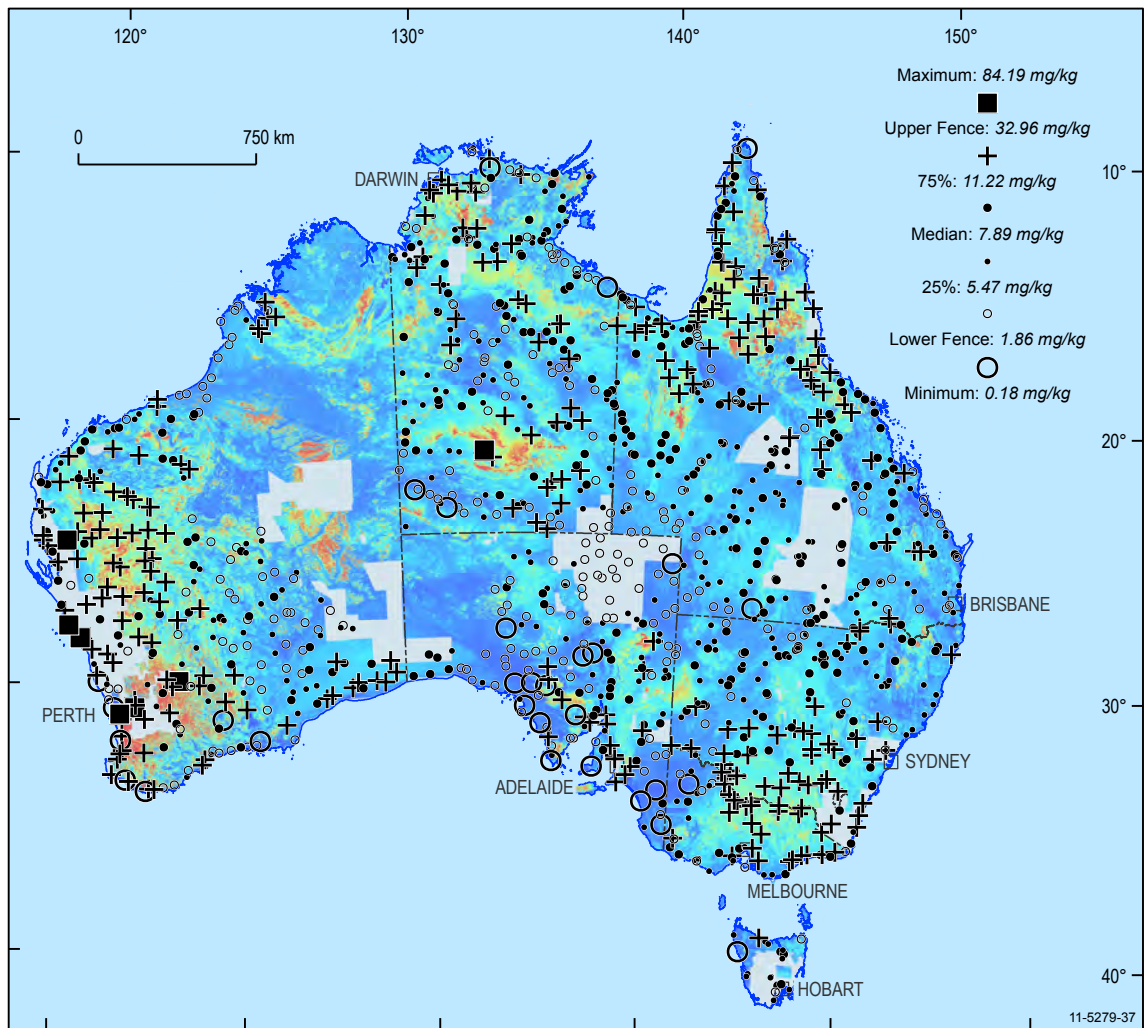 120°
130°
140°
150°
Maximum: 84.19 mg/kg
0
750 km
Upper Fence: 32.96 mg/kg
DARWIN
10°
75%: 11.22 mg/kg
Median: 7.89 mg/kg
25%: 5.47 mg/kg
Lower Fence: 1.86 mg/kg
Minimum: 0.18 mg/kg
20°
BRISBANE
30°
PERTH
SYDNEY
ADELAIDE
MELBOURNE
40°
HOBART
11-5279-37